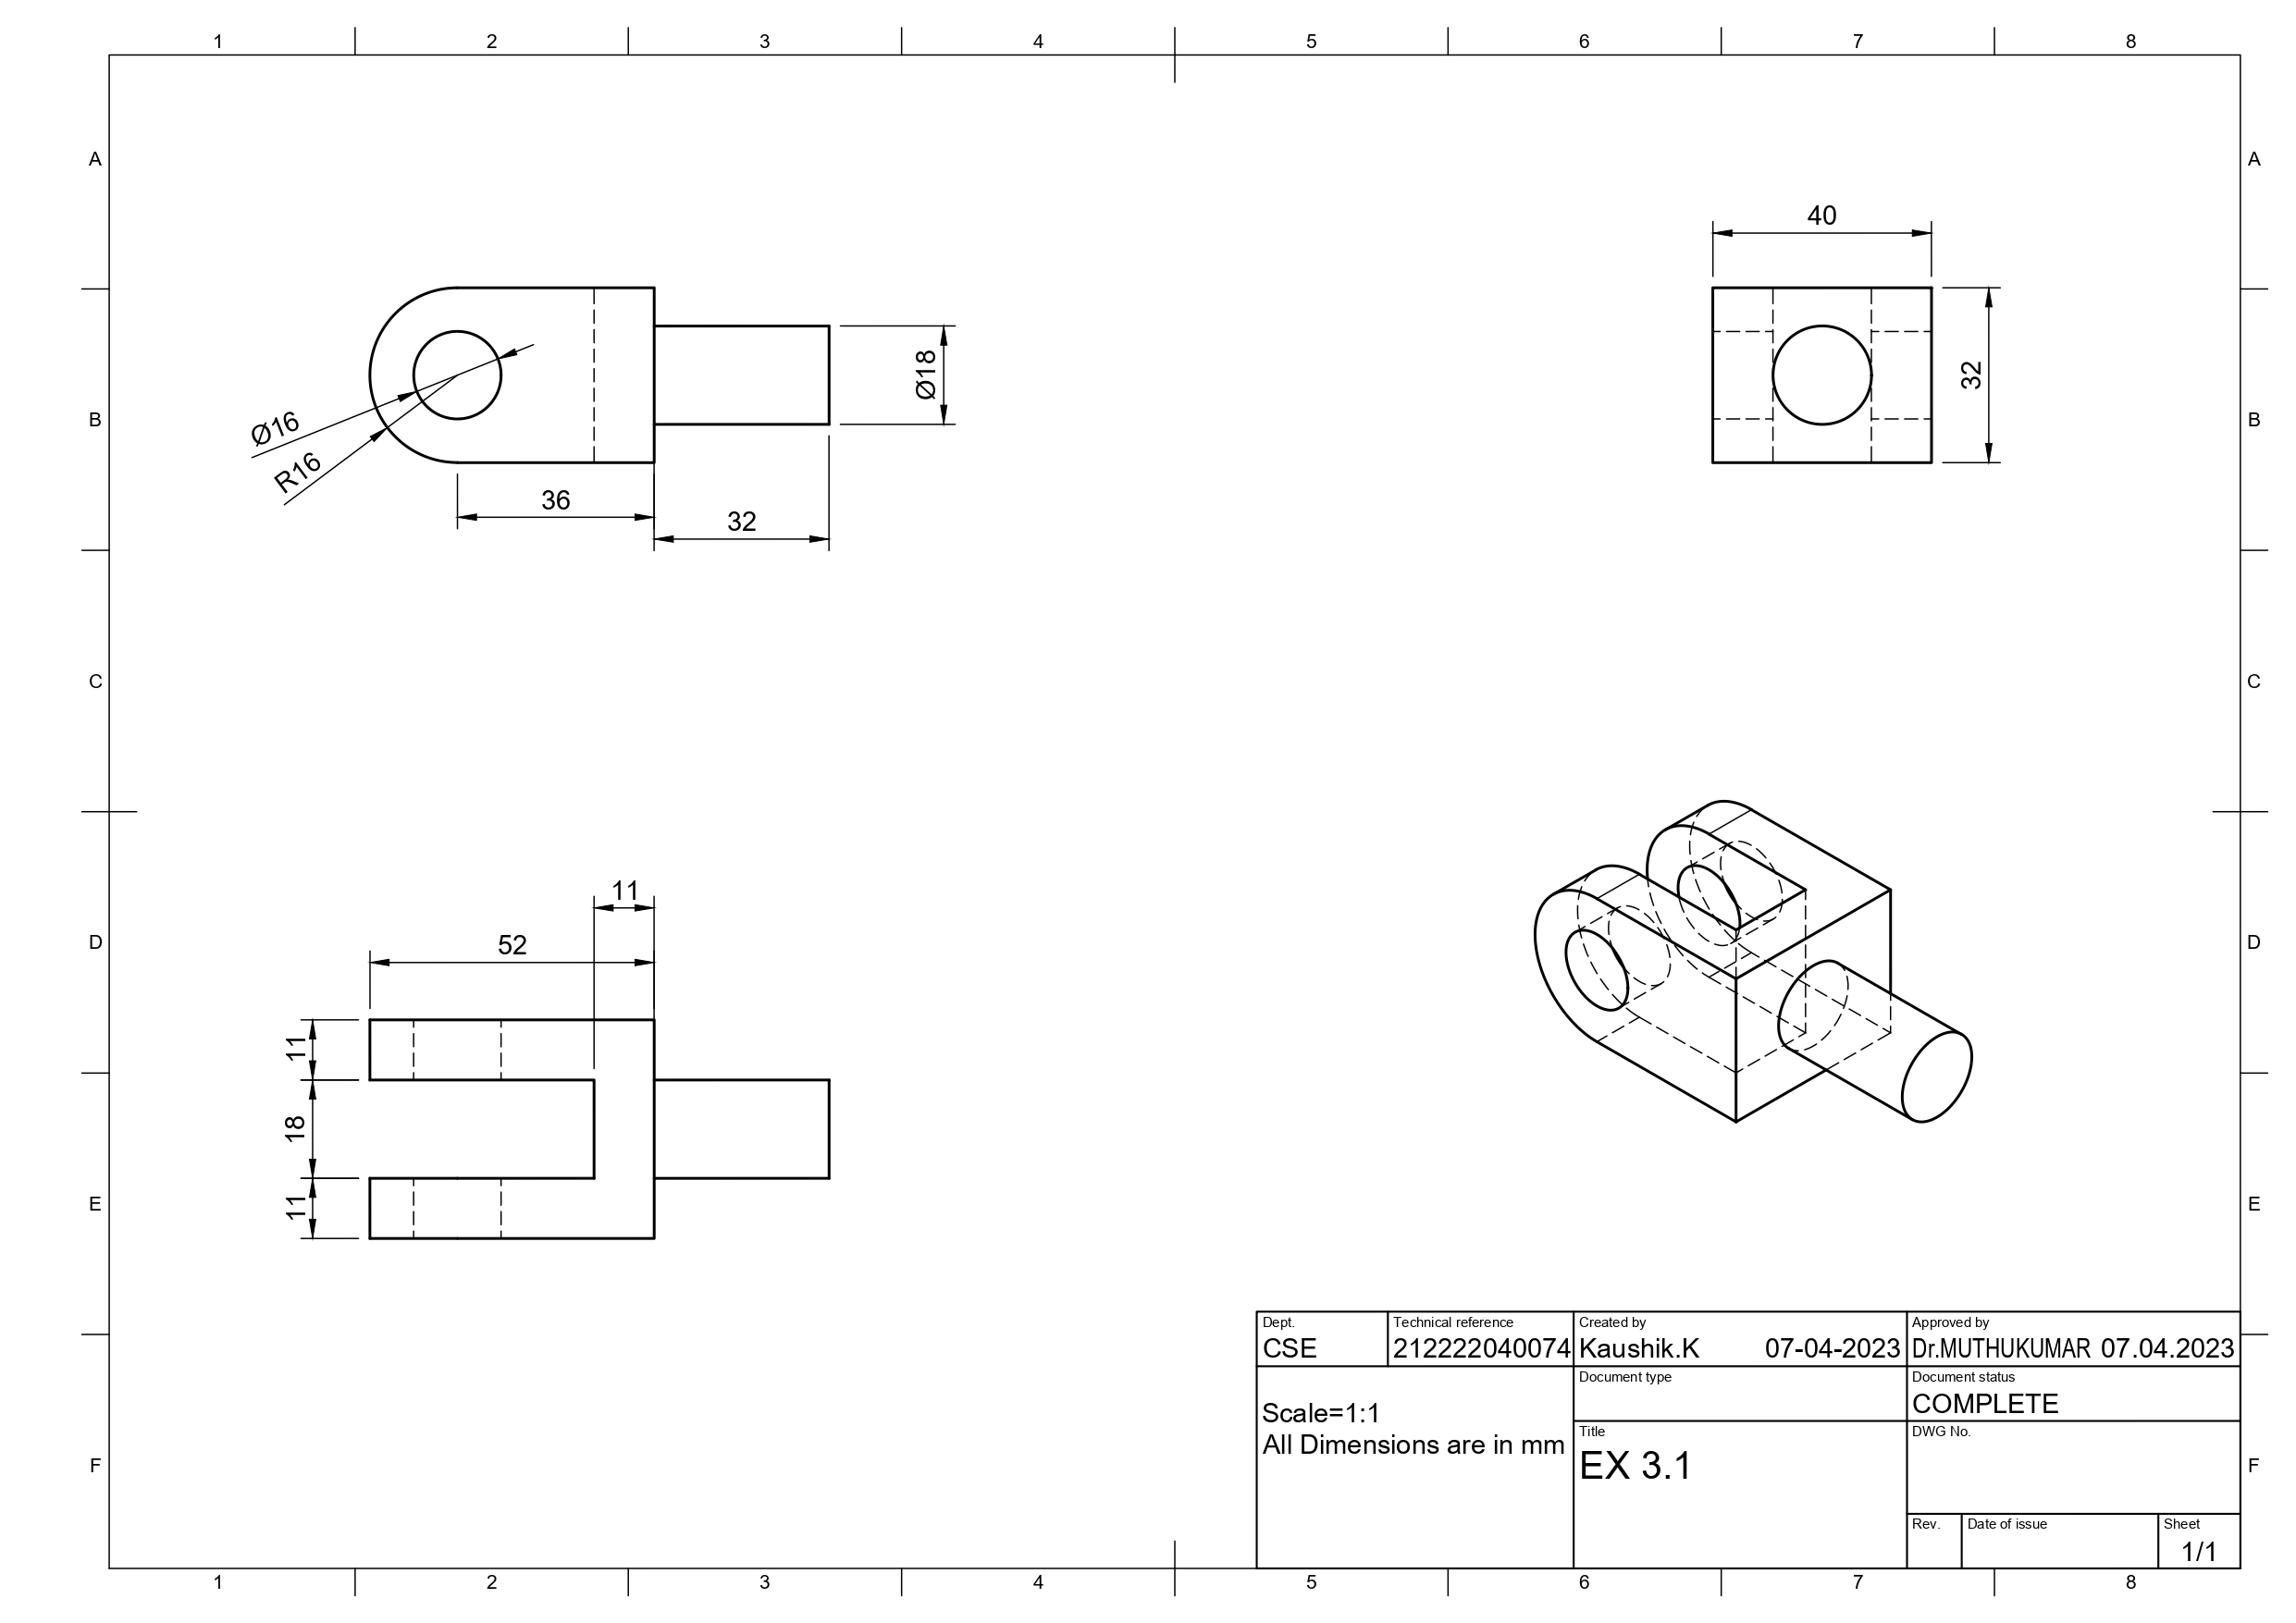 1 2 3 4 5 6 7 8
A A
40
B B
Ø18
32
Ø16
R16
36
32
C C
11
D D
52
11
18
11
E E
Dept. Technical reference Created by Approved by
CSE 212222040074 Kaushik.K 07-04-2023 Dr.MUTHUKUMAR 07.04.2023
Document type Document status
Scale=1:1 COMPLETE
All Dimensions are in mm Title DWG No.
EX 3.1
F F
Rev. Date of issue Sheet
1/1
1 2 3 4 5 6 7 8